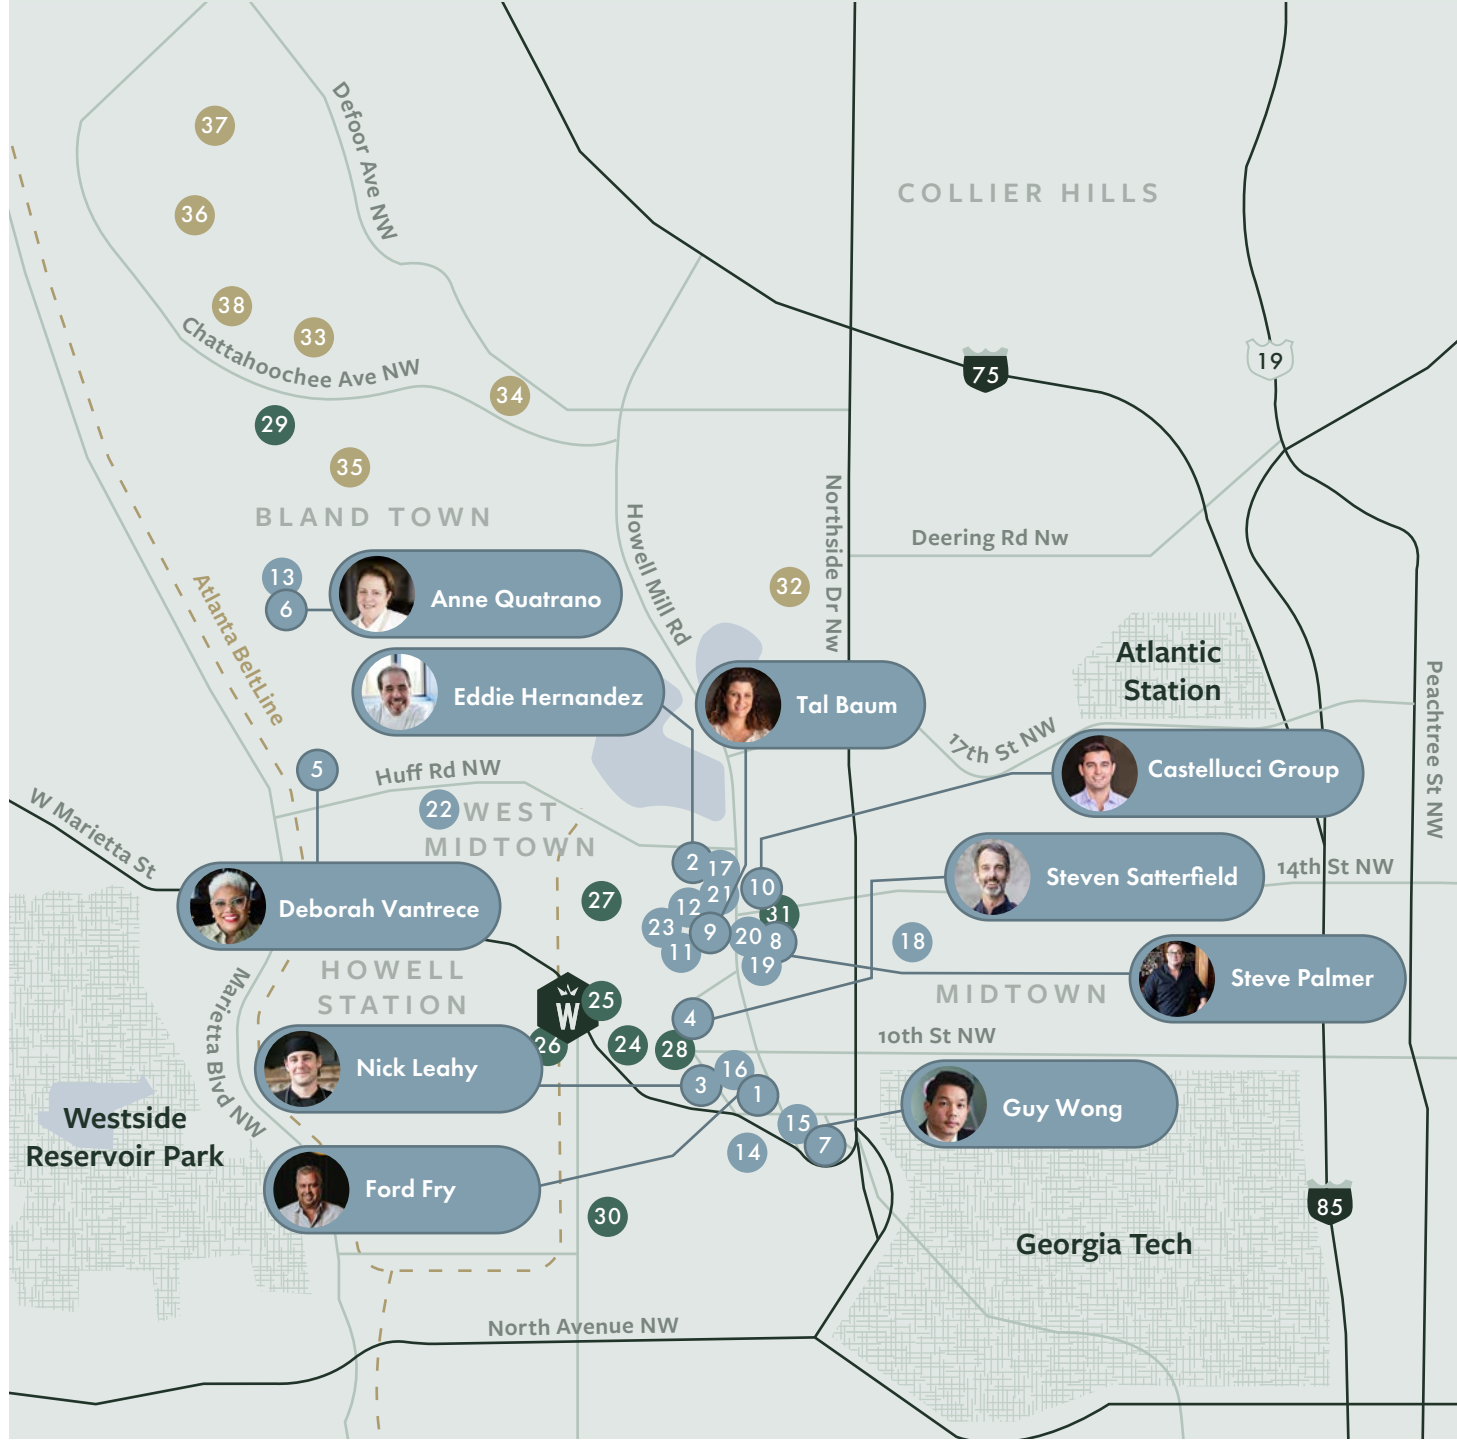 37
Defoor Ave NW
COLLIER HILLS
36
38
33
Chattahoochee Ave NW
75
19
34
29
35
BLAND TOWN
Howell Mill Rd
Northside Dr Nw
Deering Rd Nw
13
6
Anne Quatrano
32
Atlanta BeltLine
Atlantic
Station
Eddie Hernandez
Tal Baum
17th St NW
Peachtree St NW
5
Huff Rd NW
Castellucci Group
W Marietta St
22
WEST
MIDTOWN
2
17
10
21
12
31
14th St NW
Steven Satterfield
27
Deborah Vantrece
23
9
20
8
18
11
19
HOWELL
STATION
Steve Palmer
MIDTOWN
Marietta Blvd NW
W
25
4
10th St NW
26
24
28
Nick Leahy
16
3
1
Westside
Reservoir Park
15
Guy Wong
14
7
Ford Fry
30
85
Georgia Tech
North Avenue NW